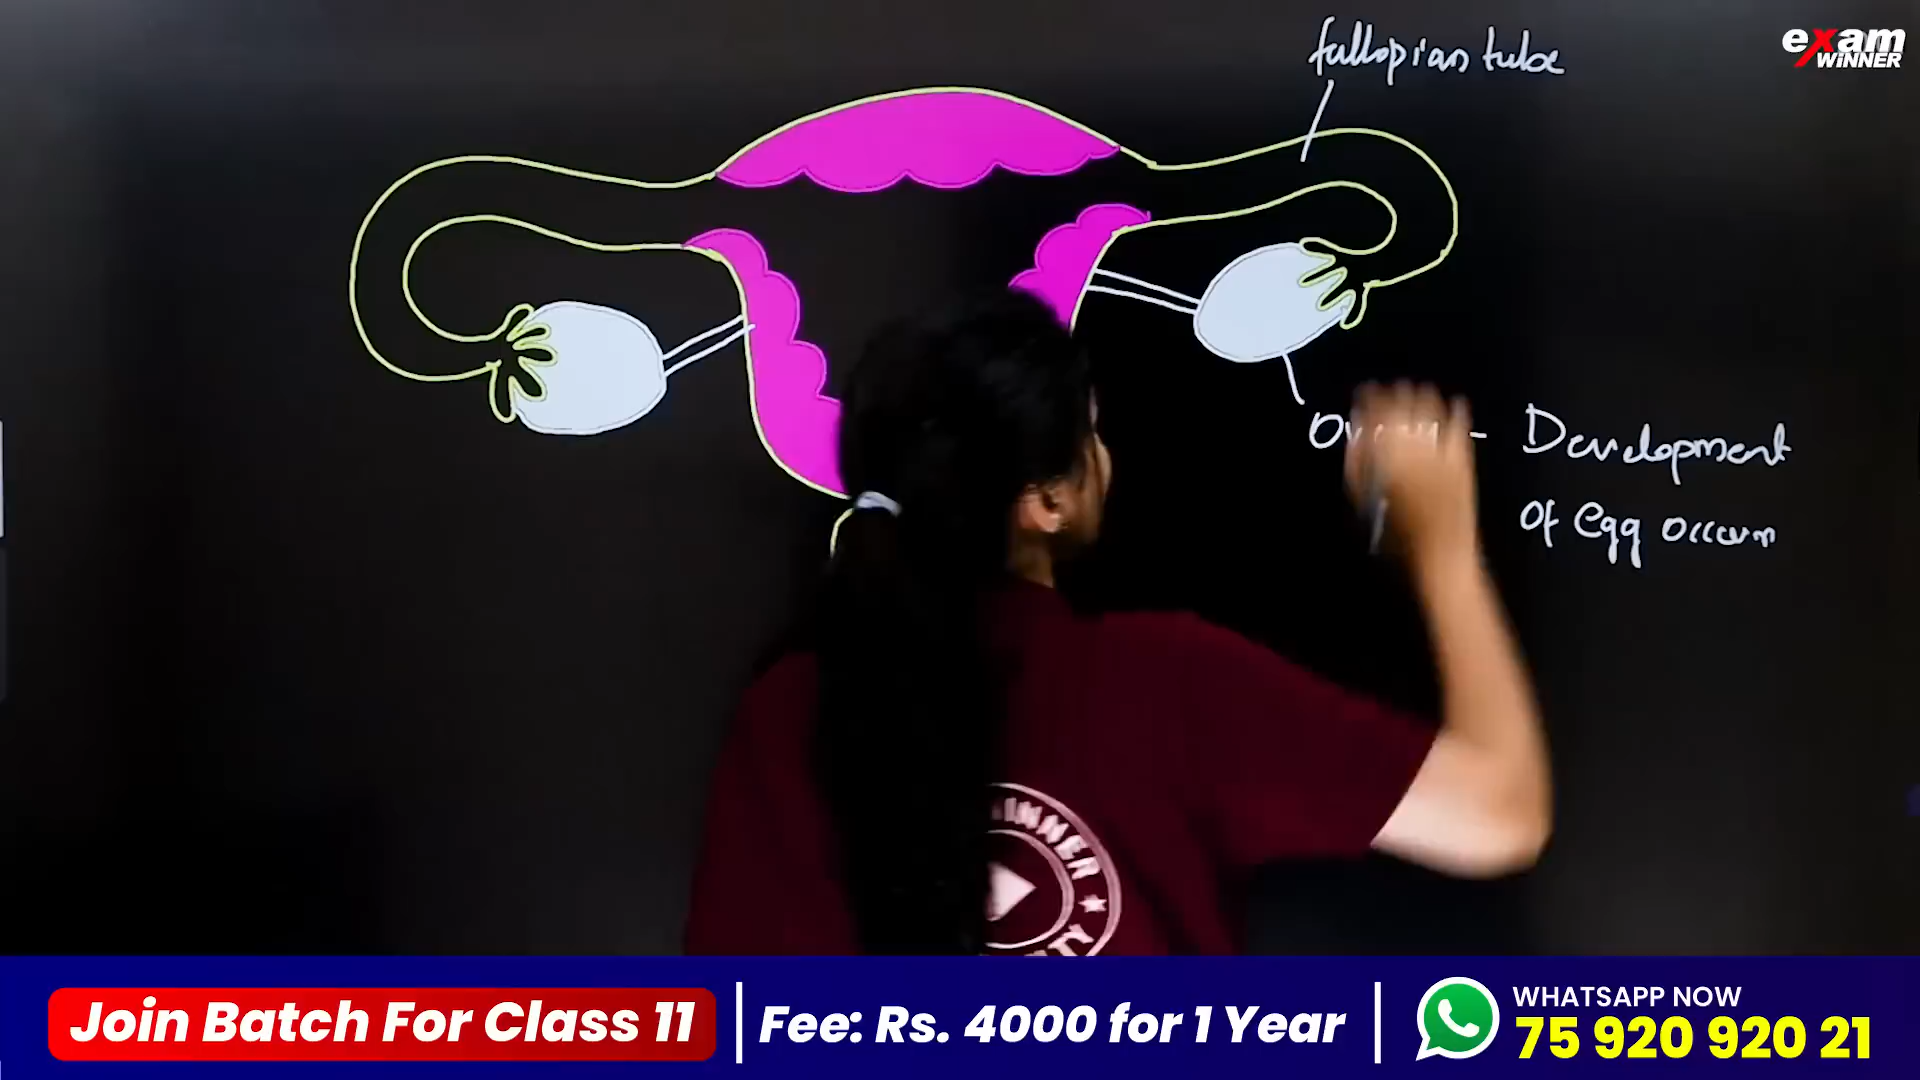 fallopian tube
exam
WiNNER
Development
Of egg occurs
INNER
Join Batch For Class 11
Fee: Rs. 4000 for 1 Year
WHATSAPP NOW
75 920 920 21